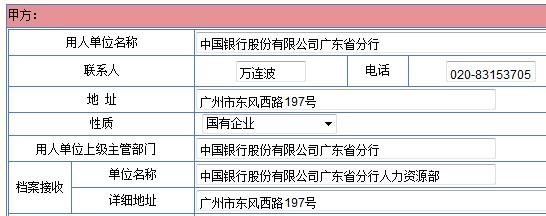 甲方：
用人单位名称 中国银行股份有限公司广东省分行
联系人 万连波 电话 020-83153705
地 址 广州市东风西路197号
性质 国有企业
用人单位上级主管部门 中国银行股份有限公司广东省分行
档案接收 单位名称 中国银行股份有限公司广东省分行人力资源部
详细地址 广州市东风西路197号